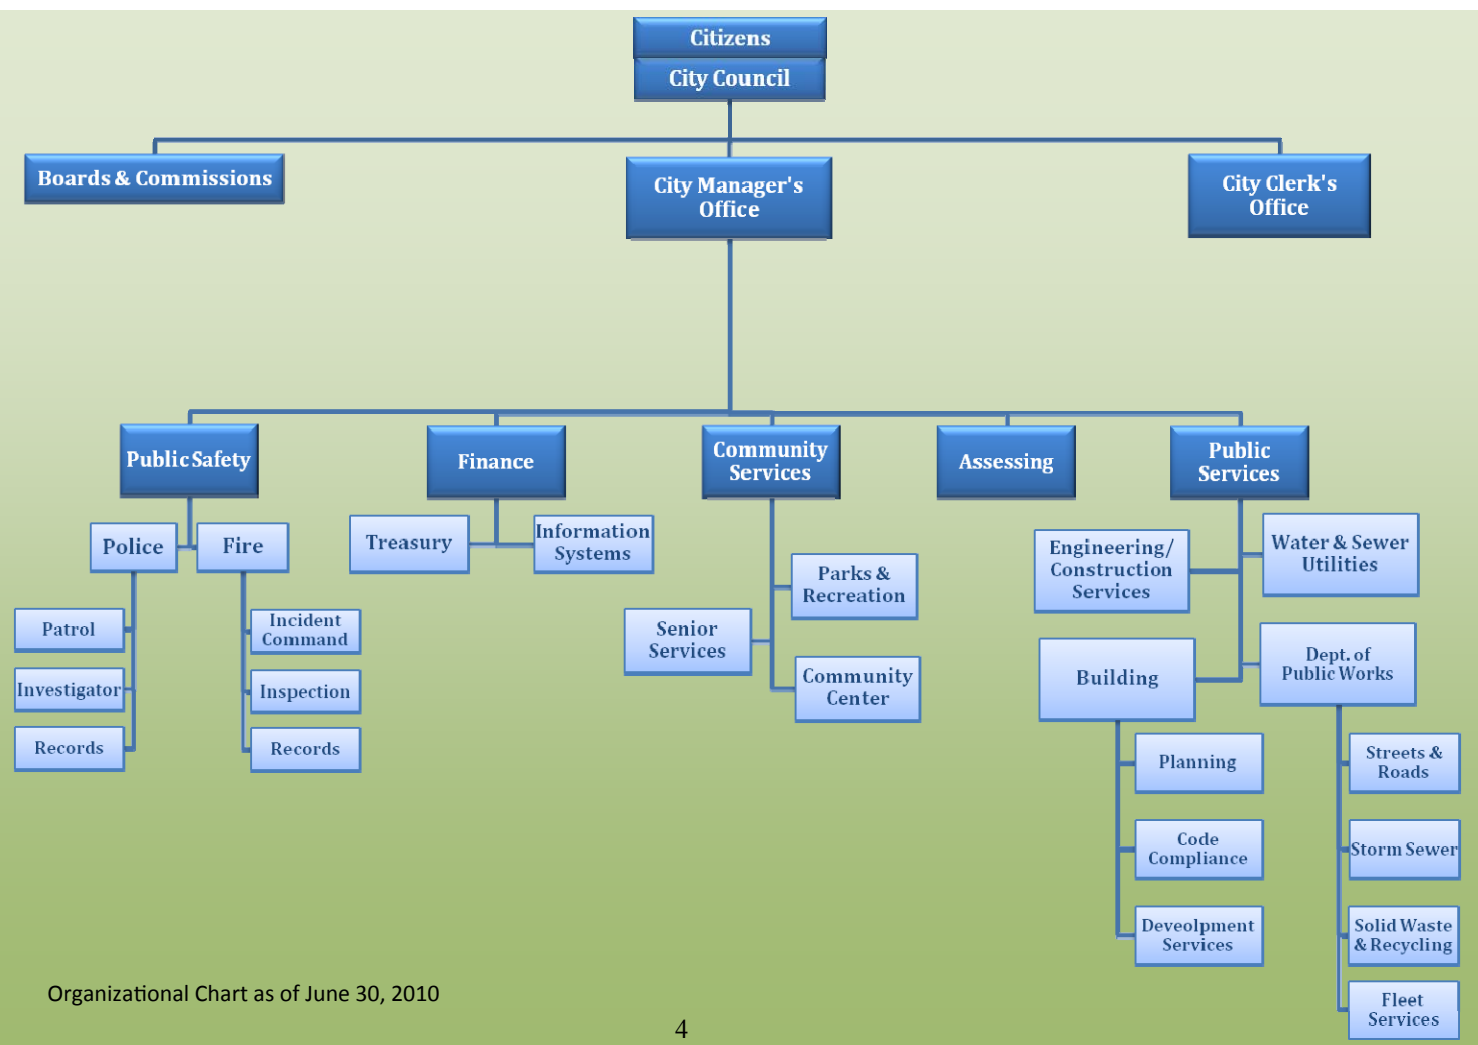 Citizens
City Council
Boards & Commissions
City Manager's
Office
City Clerk's
Office
Public Safety
Finance
Community
Services
Assessing
Public
Services
Police
Fire
Treasury
Information
Systems
Patrol
Investigator
Records
Incident
Command
Inspection
Records
Parks &
Recreation
Senior
Services
Community
Center
Engineering/
Construction
Services
Water & Sewer
Utilities
Building
Dept. of
Public Works
Planning
Code
Compliance
Deveolpment
Services
Streets &
Roads
Storm Sewer
Solid Waste
& Recycling
Fleet
Services
Organizational Chart as of June 30, 2010
4